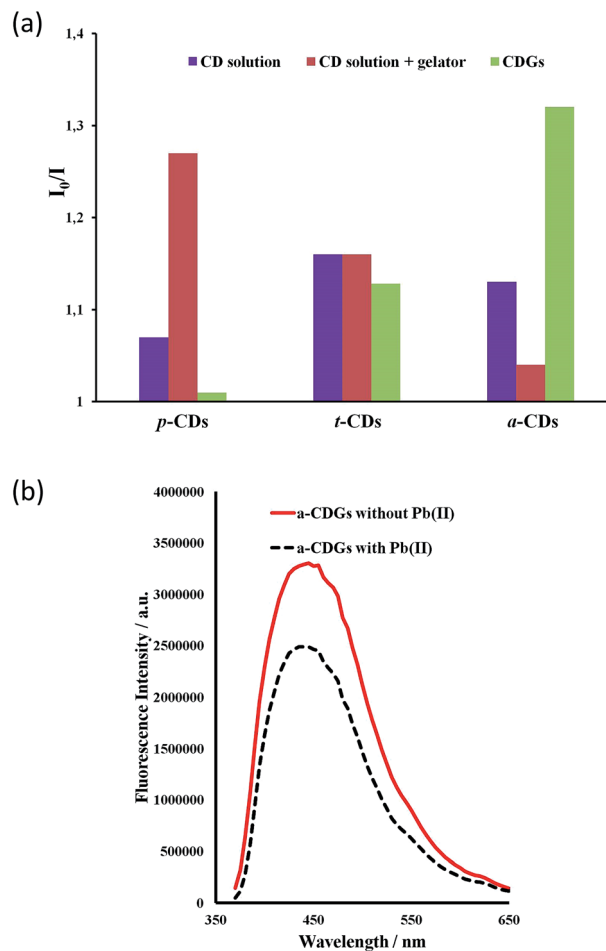 (a)
1,4
CD solution CD solution + gelator CDGs
1,3
I₀/I
1,2
1,1
1
p-CDs t-CDs a-CDs
(b)
4000000
a-CDGs without Pb(II)
3500000
a-CDGs with Pb(II)
3000000
2500000
Fluorescence Intensity / a.u.
2000000
1500000
1000000
500000
0
350 450 550 650
Wavelength / nm